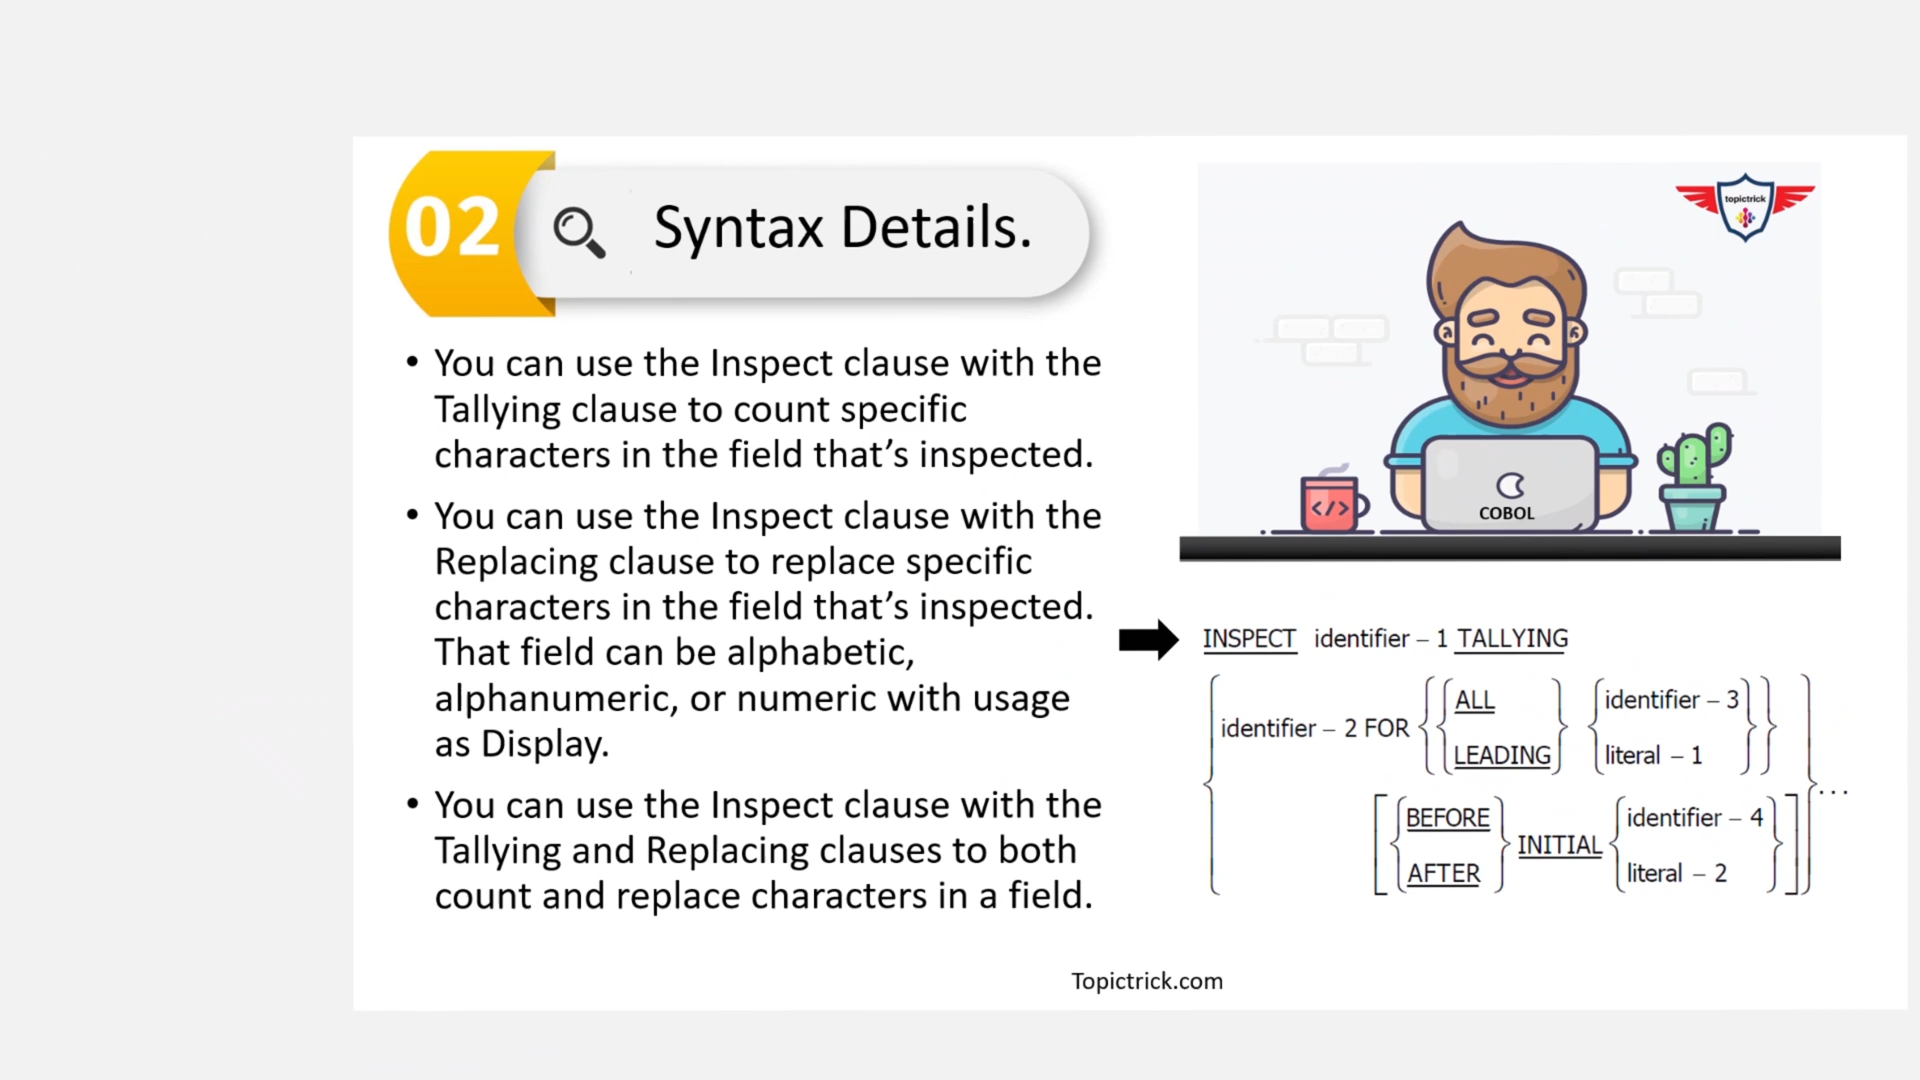 02
Syntax Details.
• You can use the Inspect clause with the
Tallying clause to count specific
characters in the field that’s inspected.
• You can use the Inspect clause with the
Replacing clause to replace specific
characters in the field that’s inspected.
That field can be alphabetic,
alphanumeric, or numeric with usage
as Display.
• You can use the Inspect clause with the
Tallying and Replacing clauses to both
count and replace characters in a field.
topictrick
</>
COBOL
INSPECT identifier – 1 TALLYING
ALL identifier – 3
identifier – 2 FOR
LEADING literal – 1
...
BEFORE identifier – 4
INITIAL
AFTER literal – 2
Topictrick.com